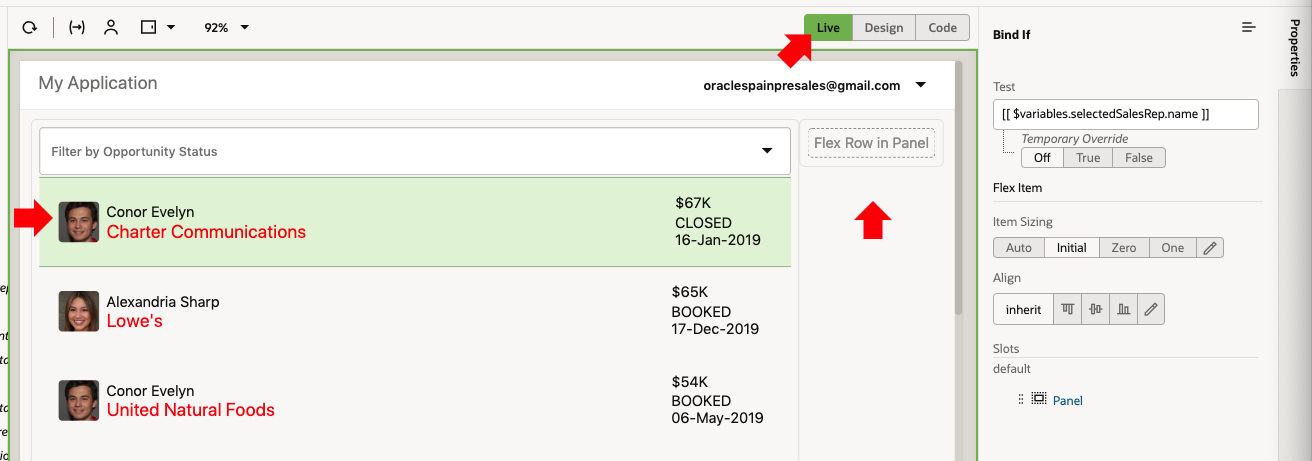 92%
Live
Design
Code
My Application
oraclespainpresales@gmail.com
Filter by Opportunity Status
Flex Row in Panel
Conor Evelyn
Charter Communications
$67K
CLOSED
16-Jan-2019
Alexandria Sharp
Lowe's
$65K
BOOKED
17-Dec-2019
Conor Evelyn
United Natural Foods
$54K
BOOKED
06-May-2019
Bind If
Properties
Test
[[ $variables.selectedSalesRep.name ]]
Temporary Override
Off
True
False
Flex Item
Item Sizing
Auto
Initial
Zero
One
Align
inherit
Slots
default
Panel